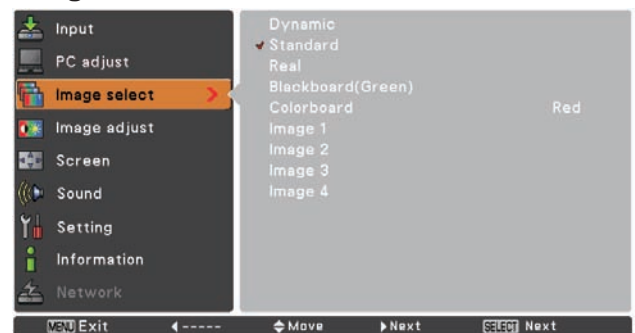 Input
PC adjust
Image select
Image adjust
Screen
Sound
Setting
Information
Network
Dynamic
Standard
Real
Blackboard(Green)
Colorboard Red
Image 1
Image 2
Image 3
Image 4
MENU Exit ◀----- Move ▶Next SELECT Next